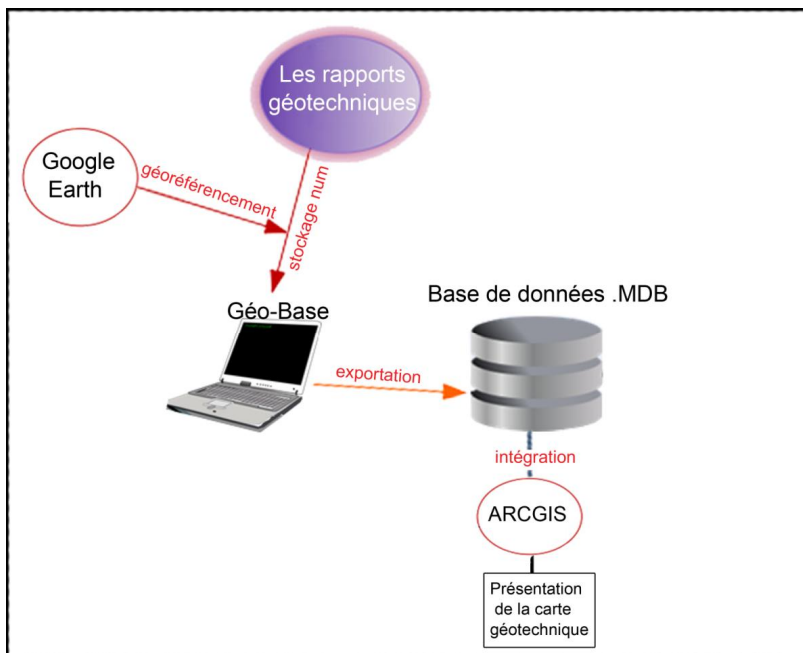 Les rapports
géotechniques
Google
Earth
géoréférencement
stockage num
Géo-Base
Base de données .MDB
exportation
intégration
ARCGIS
Présentation
de la carte
géotechnique